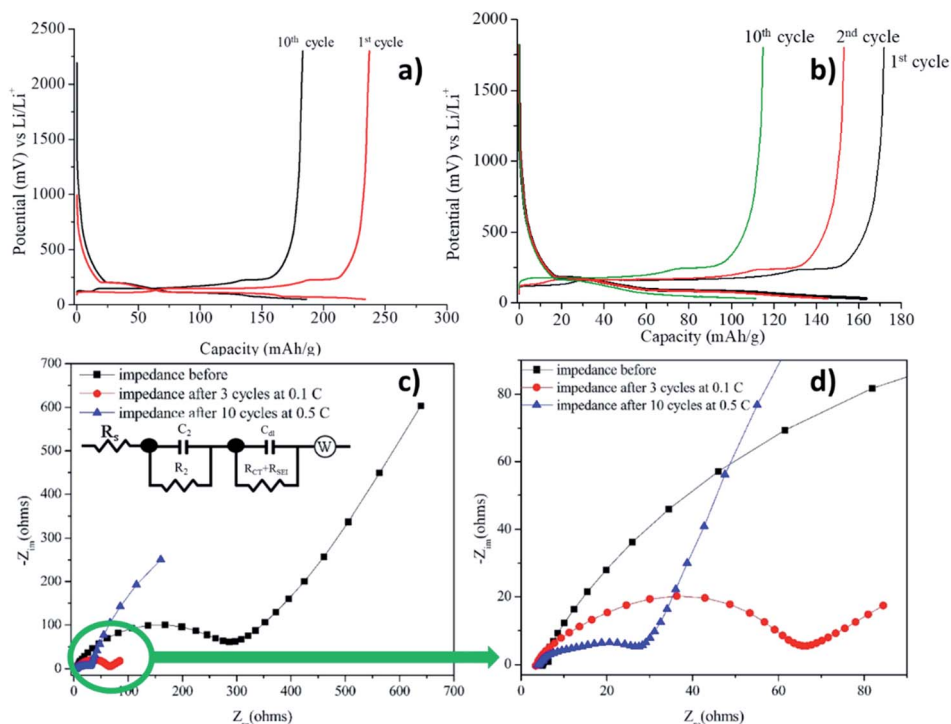 a)
10th cycle
1st cycle
Potential (mV) vs Li/Li+
2500
2000
1500
1000
500
0
0 50 100 150 200 250 300 350
Capacity (mAh/g)
b)
10th cycle
2nd cycle
1st cycle
Potential (mV) vs Li/Li+
2000
1500
1000
500
0
0 20 40 60 80 100 120 140 160 180
Capacity (mAh/g)
c)
impedance before
impedance after 3 cycles at 0.1 C
impedance after 10 cycles at 0.5 C
Rs
C2
R2
Cdl
RCT+RSEI
W
-Zim(ohms)
700
600
500
400
300
200
100
0
0 100 200 300 400 500 600 700
(ohms)
d)
impedance before
impedance after 3 cycles at 0.1 C
impedance after 10 cycles at 0.5 C
-Zim(ohms)
80
60
40
20
0
0 20 40 60 80
(ohms)